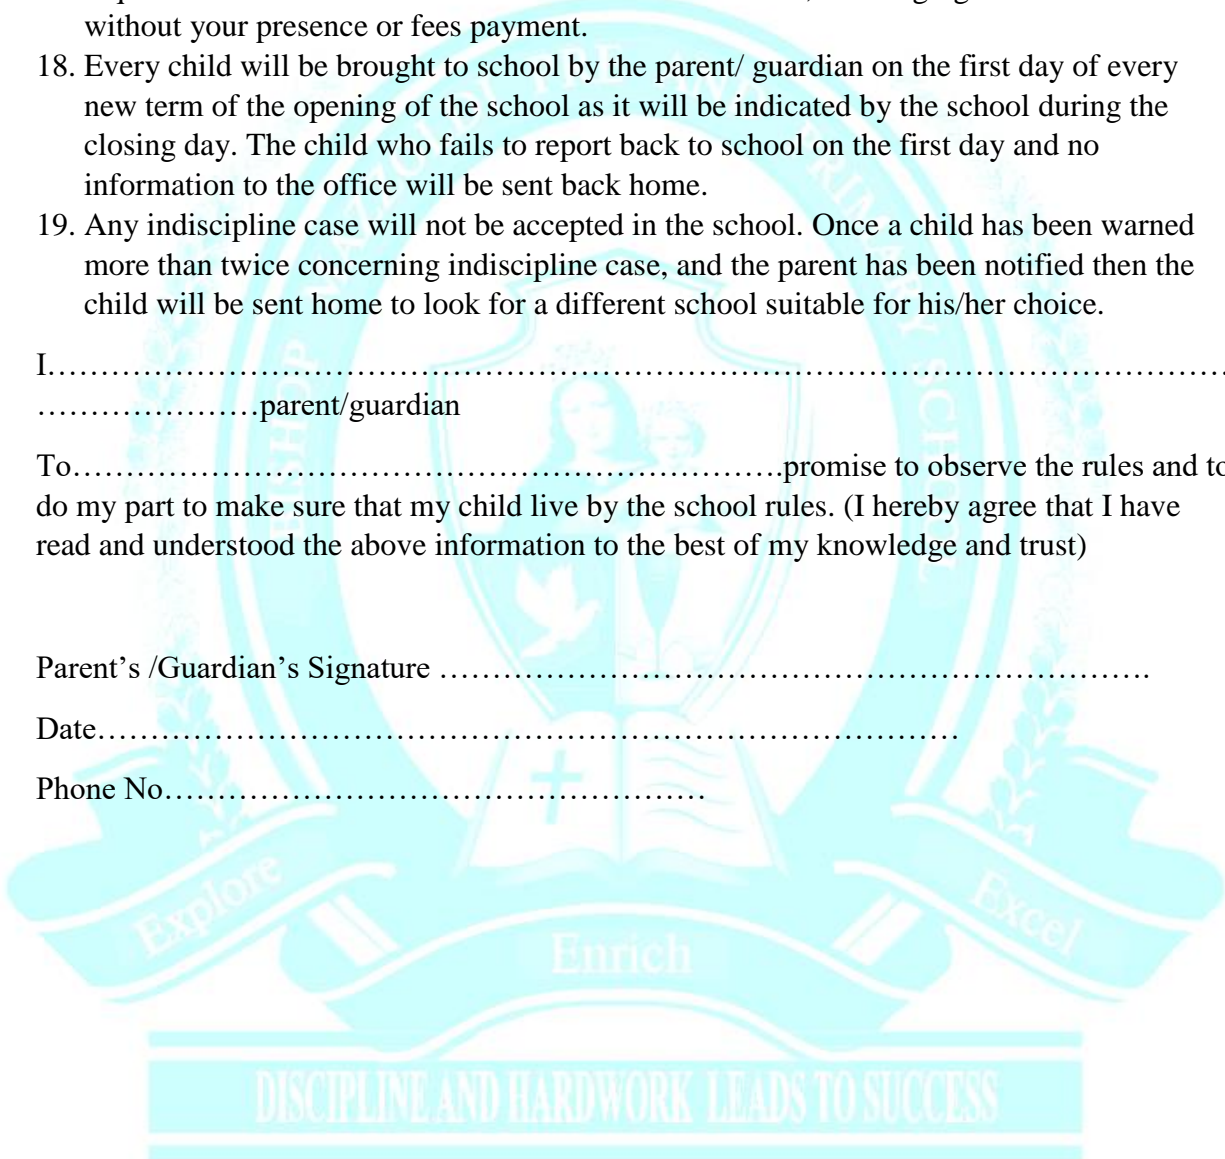 without your presence or fees payment.
18. Every child will be brought to school by the parent/ guardian on the first day of every
new term of the opening of the school as it will be indicated by the school during the
closing day. The child who fails to report back to school on the first day and no
information to the office will be sent back home.
19. Any indiscipline case will not be accepted in the school. Once a child has been warned
more than twice concerning indiscipline case, and the parent has been notified then the
child will be sent home to look for a different school suitable for his/her choice.
I……………………………………………………………………………………………………
…………………parent/guardian
To…………………………………………………………promise to observe the rules and to
do my part to make sure that my child live by the school rules. (I hereby agree that I have
read and understood the above information to the best of my knowledge and trust)
Parent’s /Guardian’s Signature ………………………………………………………….
Date………………………………………………………………………
Phone No……………………………………………
Explore
Enrich
Excel
DISCIPLINE AND HARDWORK LEADS TO SUCCESS
BISHOP
PRIMARY SCHOOL